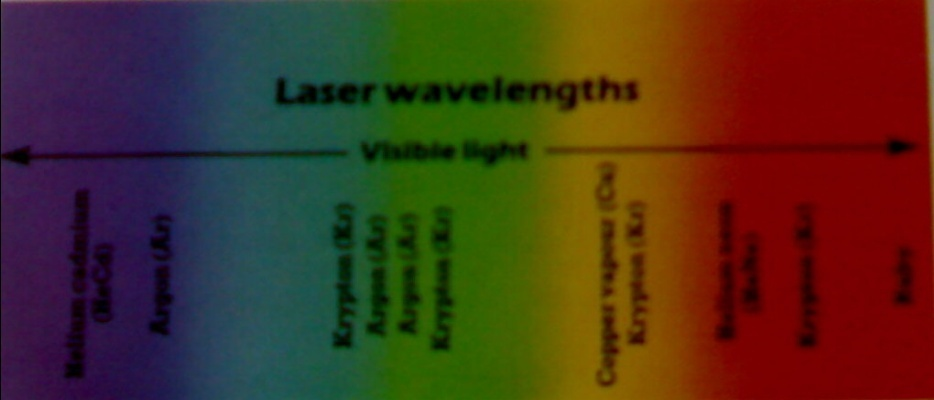 Laser wavelengths
Visible light
Helium cadmium
(HeCd)
Argon (Ar)
Krypton (Kr)
Argon (Ar)
Argon (Ar)
Krypton (Kr)
Copper vapour (Cu)
Krypton (Kr)
Helium neon
(HeNe)
Krypton (Kr)
Ruby